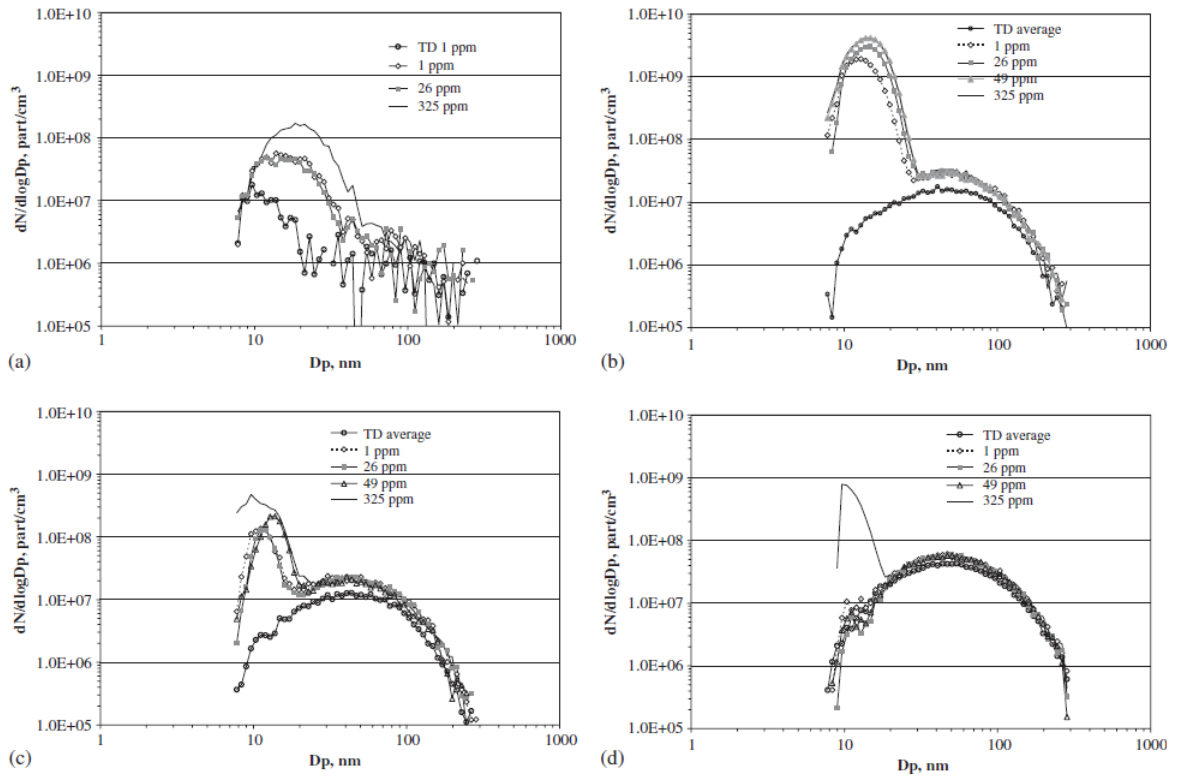 1.0E+10
1.0E+09
1.0E+08
1.0E+07
1.0E+06
1.0E+05
dN/dlogDp, part/cm3
TD 1 ppm
1 ppm
26 ppm
325 ppm
1
10
100
1000
Dp, nm
(a)
1.0E+10
1.0E+09
1.0E+08
1.0E+07
1.0E+06
1.0E+05
dN/dlogDp, part/cm3
TD average
1 ppm
26 ppm
49 ppm
325 ppm
1
10
100
1000
Dp, nm
(b)
1.0E+10
1.0E+09
1.0E+08
1.0E+07
1.0E+06
1.0E+05
dN/dlogDp, part/cm3
TD average
1 ppm
26 ppm
49 ppm
325 ppm
1
10
100
1000
Dp, nm
(c)
1.0E+10
1.0E+09
1.0E+08
1.0E+07
1.0E+06
1.0E+05
dN/dlogDp, part/cm3
TD average
1 ppm
26 ppm
49 ppm
325 ppm
1
10
100
1000
Dp, nm
(d)